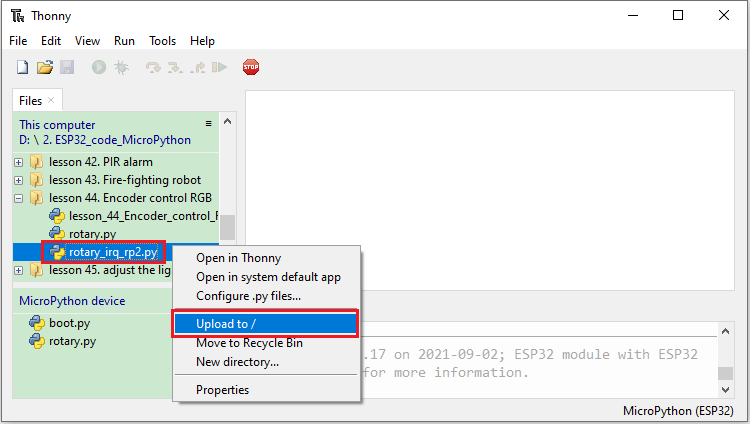 Thonny
File Edit View Run Tools Help
STOP
Files
This computer
D: \ 2. ESP32_code_MicroPython
lesson 42. PIR alarm
lesson 43. Fire-fighting robot
lesson 44. Encoder control RGB
lesson_44_Encoder_control_
rotary.py
rotary_irq_rp2.py
lesson 45. adjust the lig
MicroPython device
boot.py
rotary.py
Open in Thonny
Open in system default app
Configure .py files...
Upload to /
Move to Recycle Bin
New directory...
Properties
.17 on 2021-09-02; ESP32 module with ESP32
for more information.
MicroPython (ESP32)